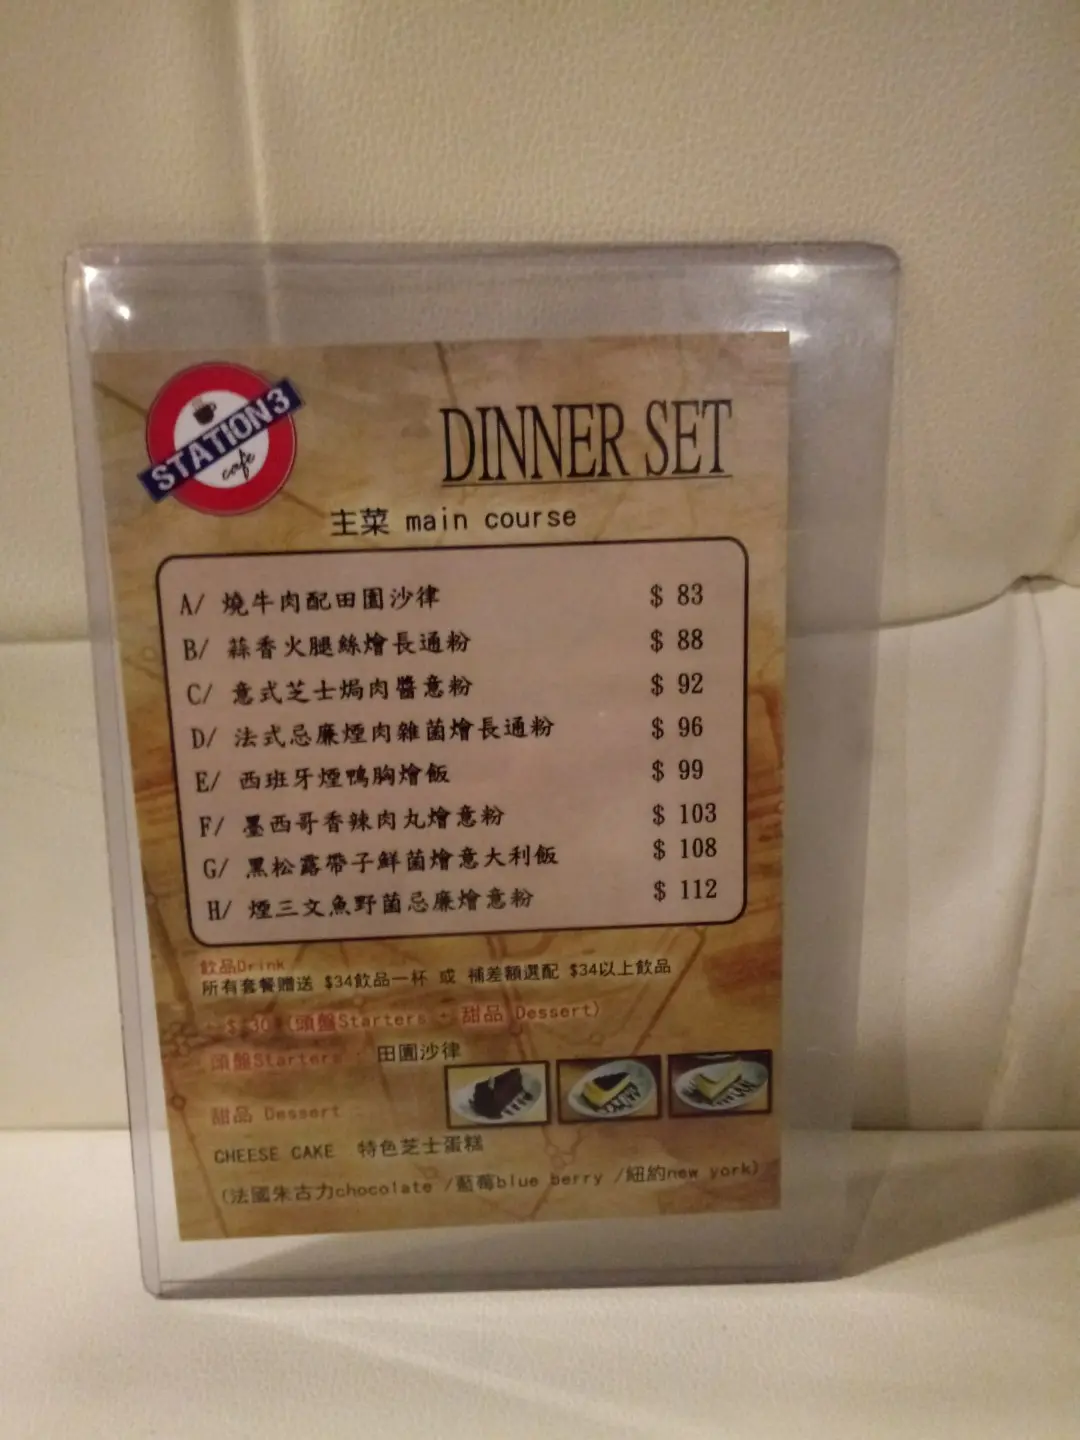 STATION3
cafe
DINNER SET
主菜 main course
A/ 燒牛肉配田園沙律 $ 83
B/ 蒜香火腿絲燴長通粉 $ 88
C/ 意式芝士焗肉醬意粉 $ 92
D/ 法式忌廉煙肉雜菌燴長通粉 $ 96
E/ 西班牙煙鴨胸燴飯 $ 99
F/ 墨西哥香辣肉丸燴意粉 $ 103
G/ 黑松露帶子鮮菌燴意大利飯 $ 108
H/ 煙三文魚野菌忌廉燴意粉 $ 112
飲品Drink
所有套餐贈送 $34飲品一杯 或 補差額選配 $34以上飲品
+ $ 30 (頭盤Starters + 甜品 Dessert)
頭盤Starters : 田園沙律
甜品 Dessert
CHEESE CAKE 特色芝士蛋糕
(法國朱古力chocolate /藍莓blue berry /紐約new york)